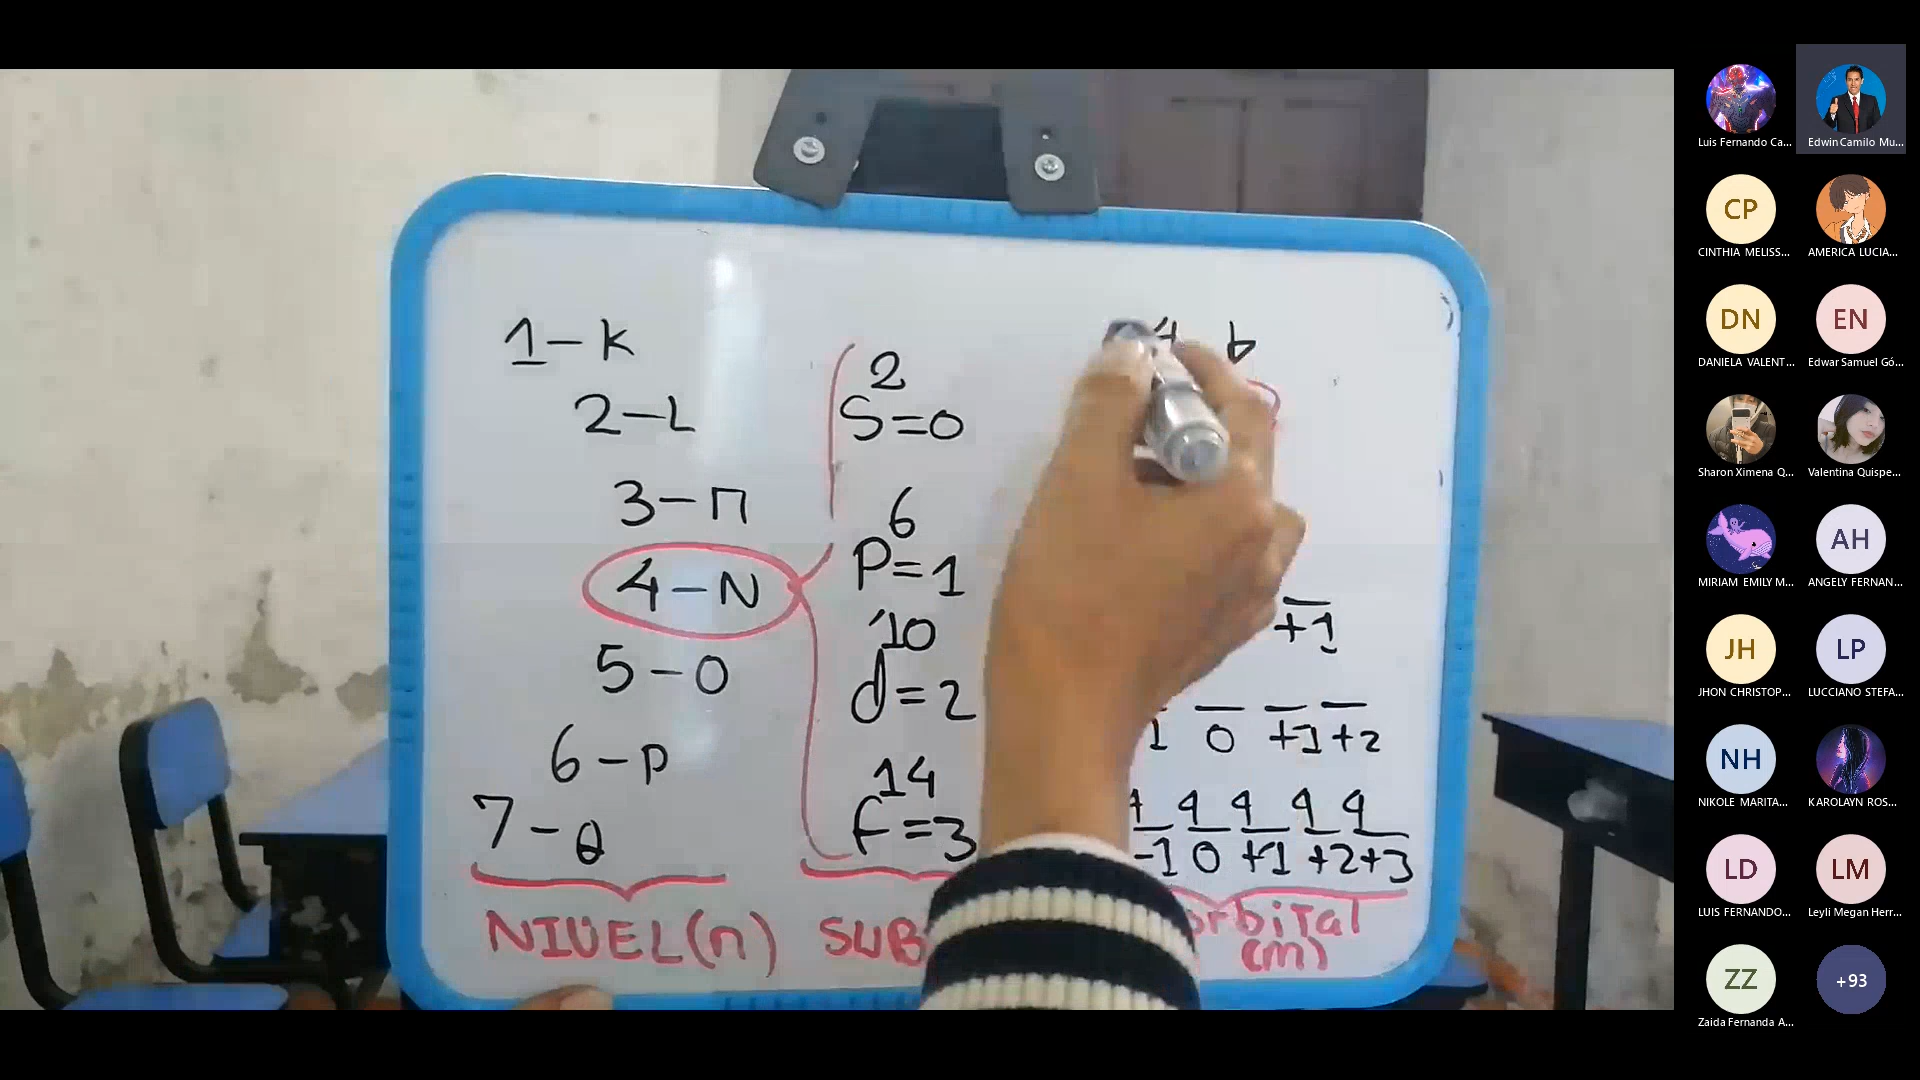 1-K
2-L
3-M
4-N
5-O
6-P
7-Q
NIVEL(n)
2
S=0
6
P=1
10
d=2
14
f=3
SUB
b
+1
1 0 +1 +2
-1 0 +1 +2 +3
orbital
(m)
Luis Fernando Ca...
Edwin Camilo Mu...
CP
CINTHIA MELISS...
AMERICA LUCIA...
DN
DANIELA VALENT...
EN
Edwar Samuel Gó...
Sharon Ximena Q...
Valentina Quispe...
MIRIAM EMILY M...
AH
ANGELY FERNAN...
JH
JHON CHRISTOP...
LP
LUCCIANO STEFA...
NH
NIKOLE MARITA...
KAROLAYN ROS...
LD
LUIS FERNANDO...
LM
Leyli Megan Herr...
ZZ
Zaida Fernanda A...
+93